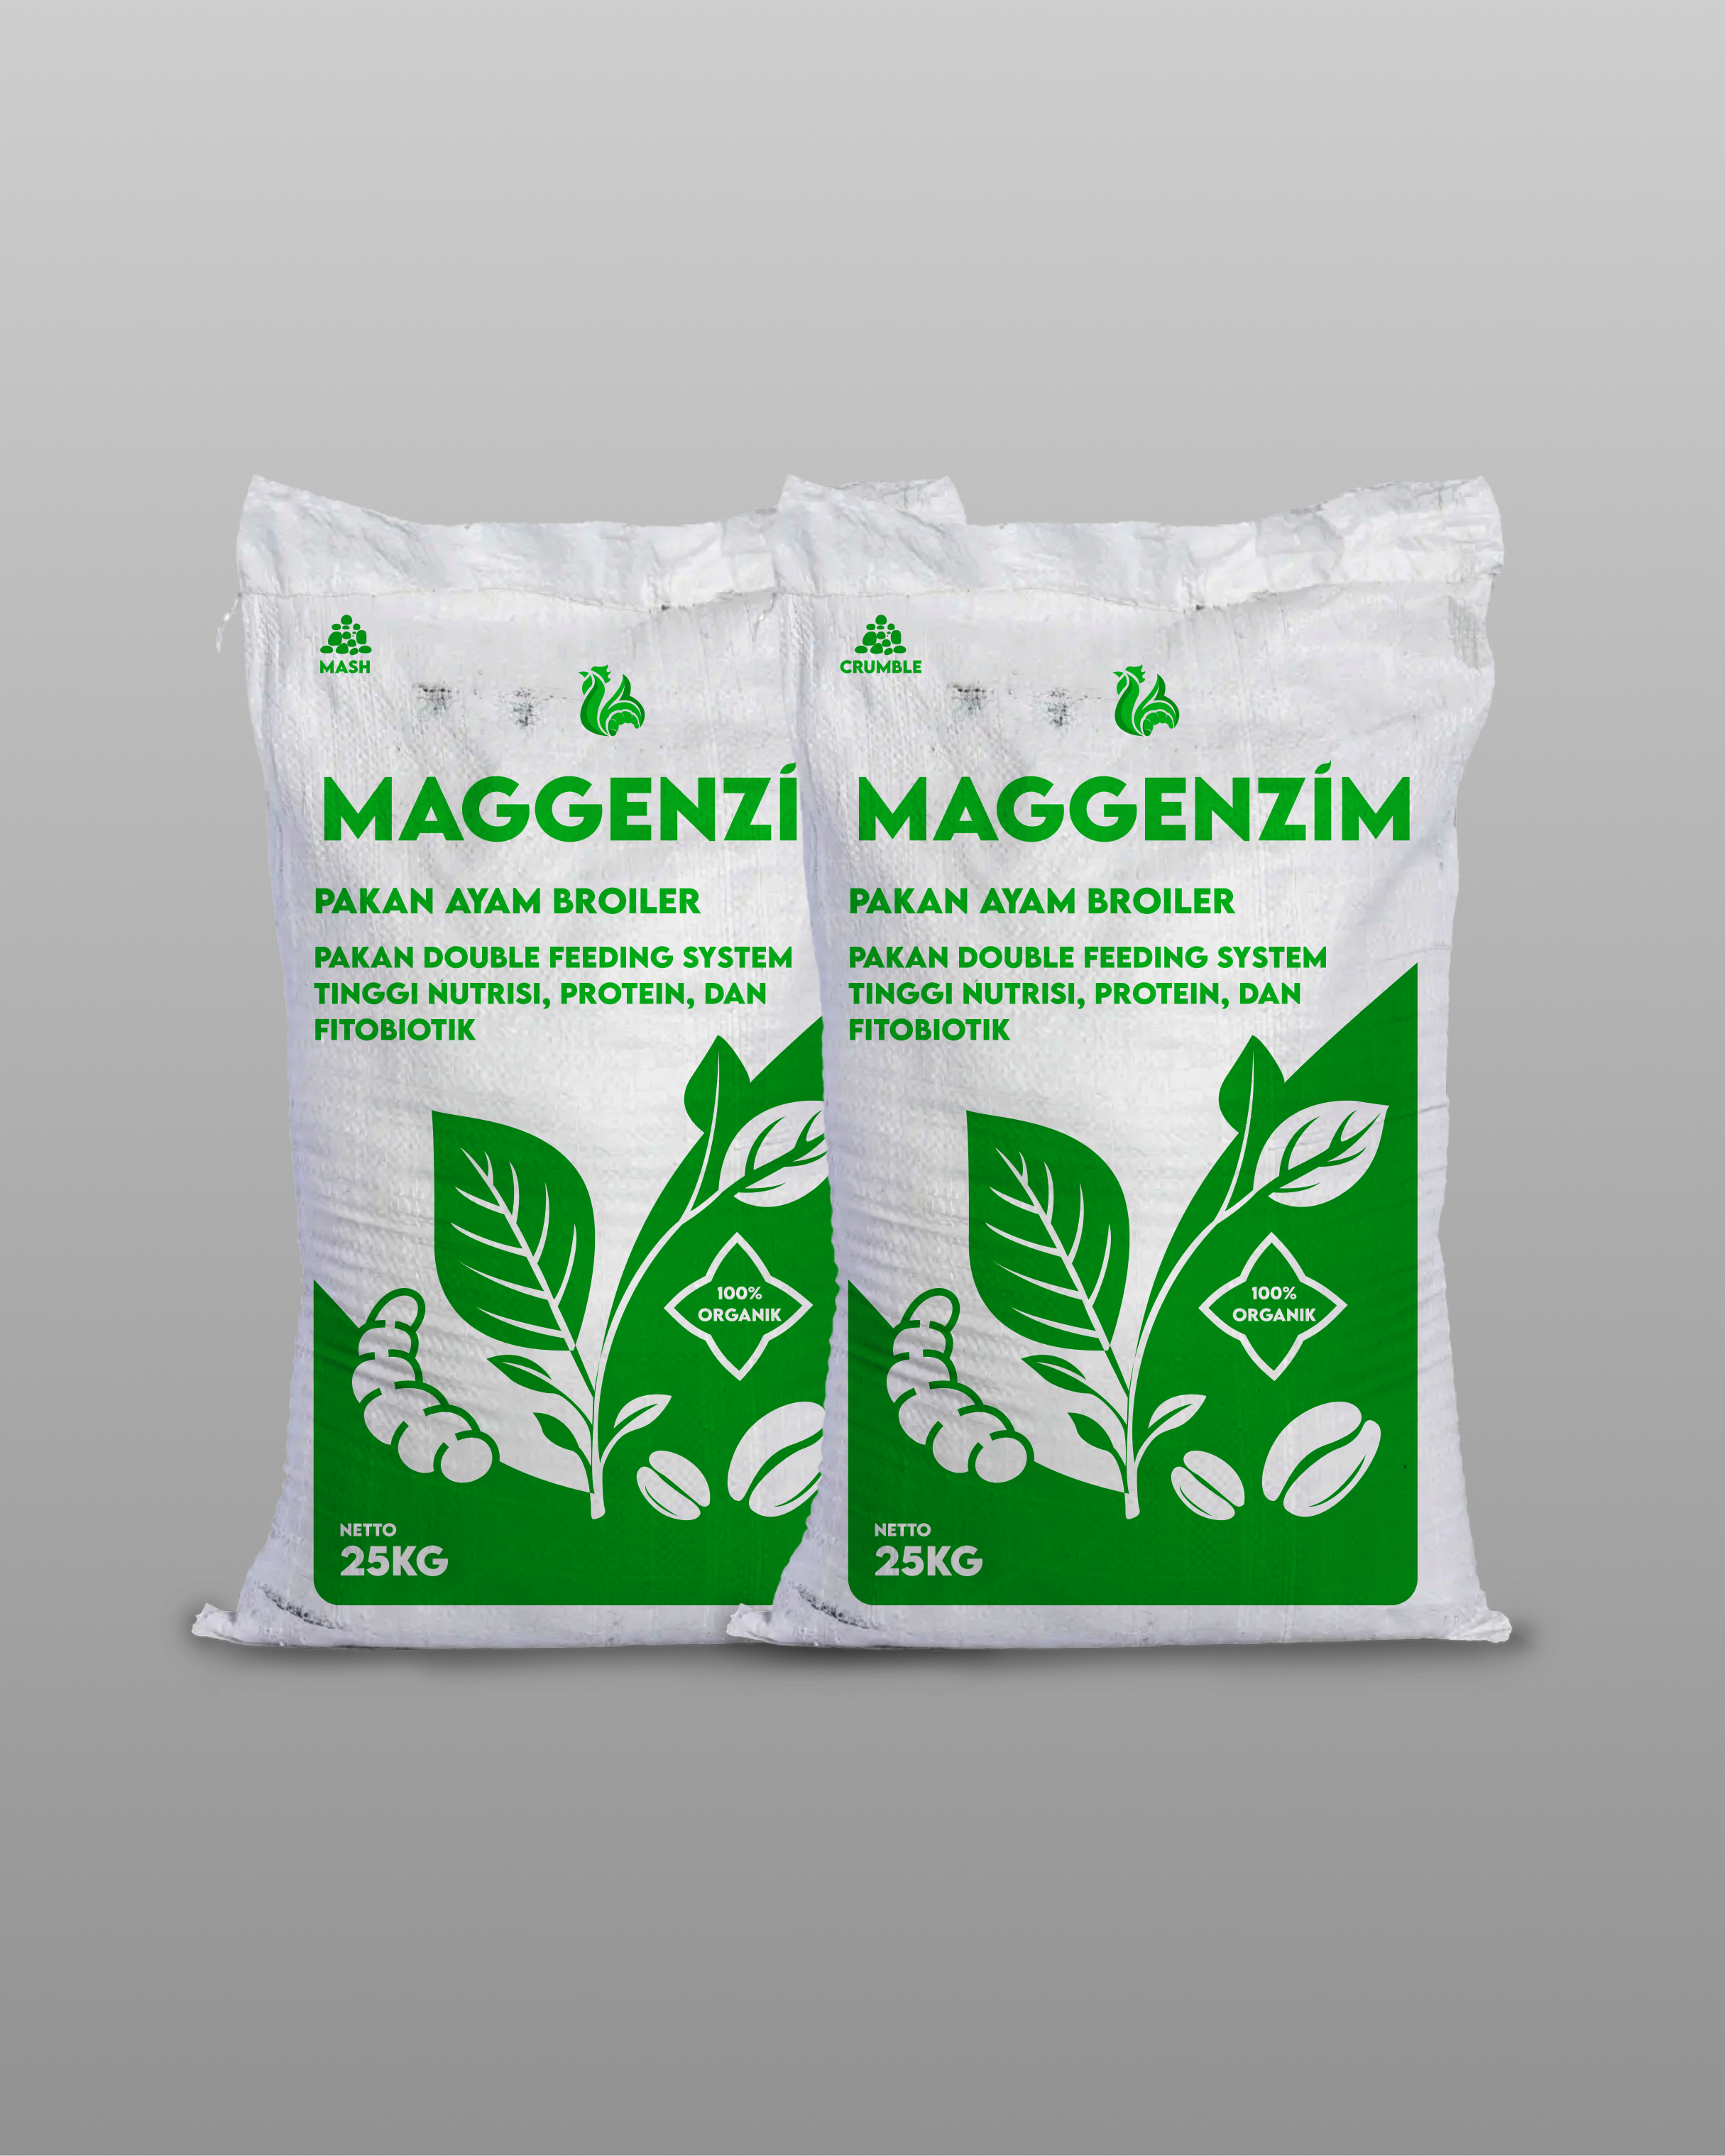 MASH
MAGGENZÍ
PAKAN AYAM BROILER
PAKAN DOUBLE FEEDING SYSTEM
TINGGI NUTRISI, PROTEIN, DAN
FITOBIOTIK
100%
ORGANIK
NETTO
25KG
CRUMBLE
MAGGENZÍM
PAKAN AYAM BROILER
PAKAN DOUBLE FEEDING SYSTEM
TINGGI NUTRISI, PROTEIN, DAN
FITOBIOTIK
100%
ORGANIK
NETTO
25KG